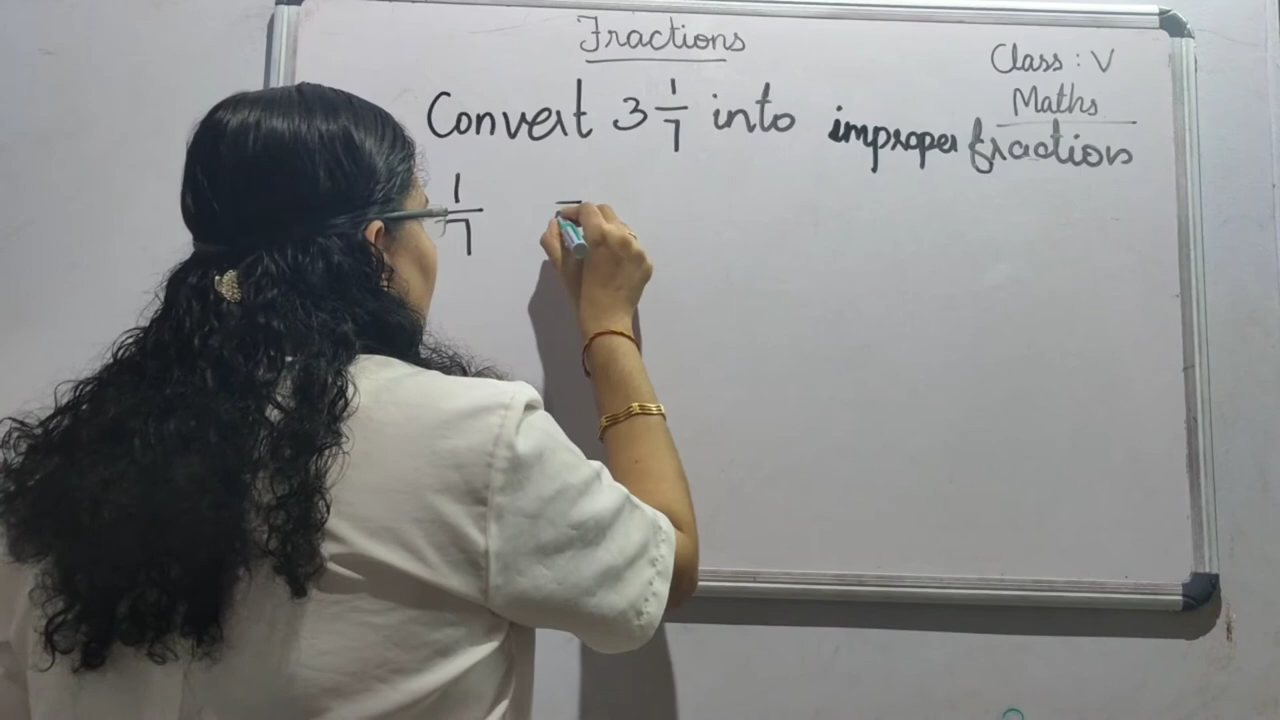 Fractions
Class : V
Maths
Convert 3 1/7 into improper fraction
1/7 =